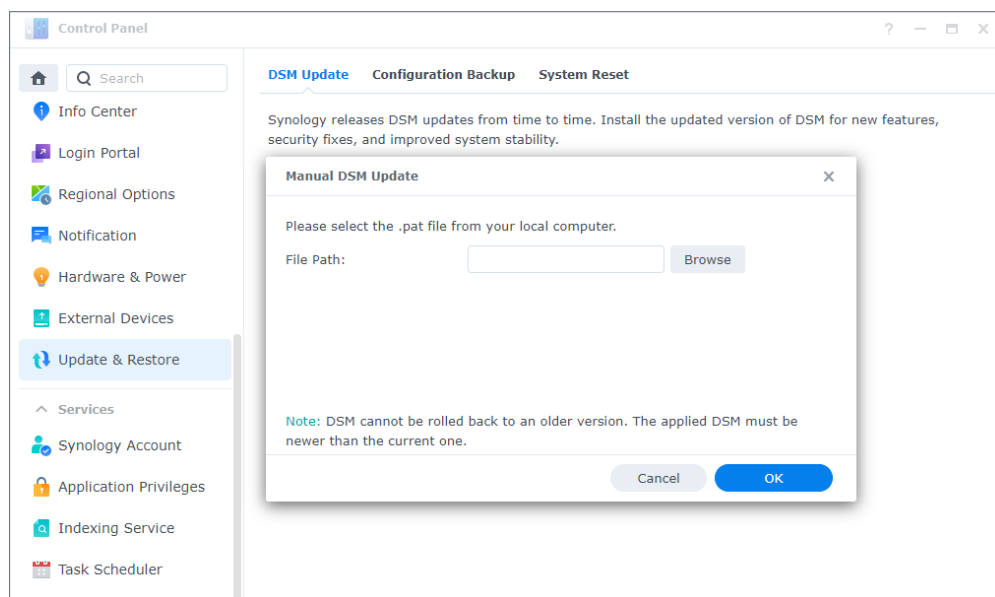 Control Panel
Search
Info Center
Login Portal
Regional Options
Notification
Hardware & Power
External Devices
Update & Restore
Services
Synology Account
Application Privileges
Indexing Service
Task Scheduler
DSM Update Configuration Backup System Reset
Synology releases DSM updates from time to time. Install the updated version of DSM for new features,
security fixes, and improved system stability.
Manual DSM Update
Please select the .pat file from your local computer.
File Path:
Browse
Note: DSM cannot be rolled back to an older version. The applied DSM must be
newer than the current one.
Cancel
OK